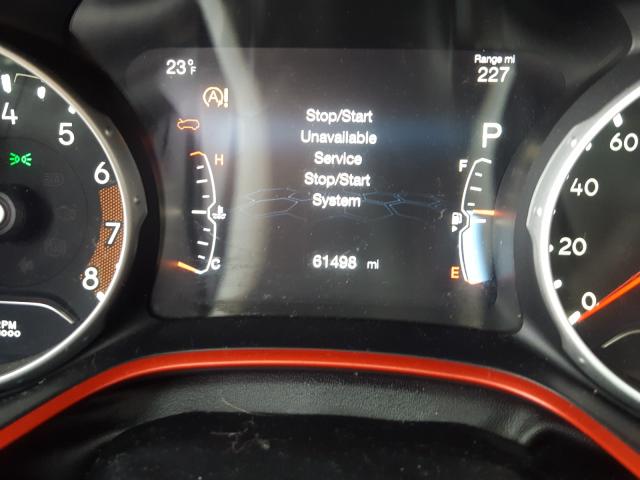 23°F
Range mi
227
A!
Stop/Start
Unavailable
Service
Stop/Start
System
P
H
C
F
E
61498 mi
4
5
6
7
8
60
40
20
0